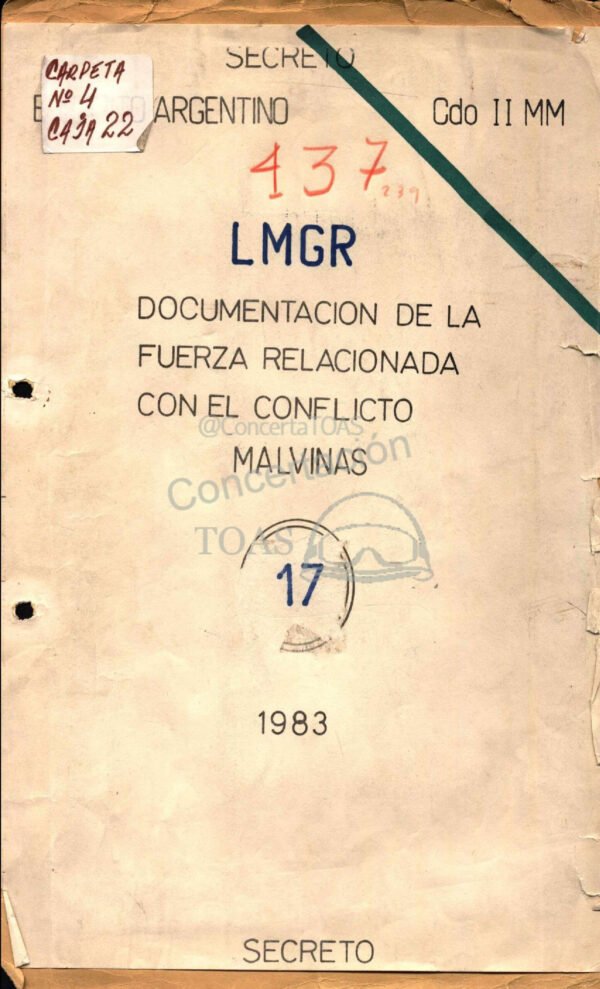 SECRETO
CARPETA
Nº 4
CAJA 22
ARGENTINO
Cdo II MM
437
239
LMGR
DOCUMENTACION DE LA
FUERZA RELACIONADA
CON EL CONFLICTO
@ConcertaTOAS
MALVINAS
Concertación
TOAS
17
1983
SECRETO